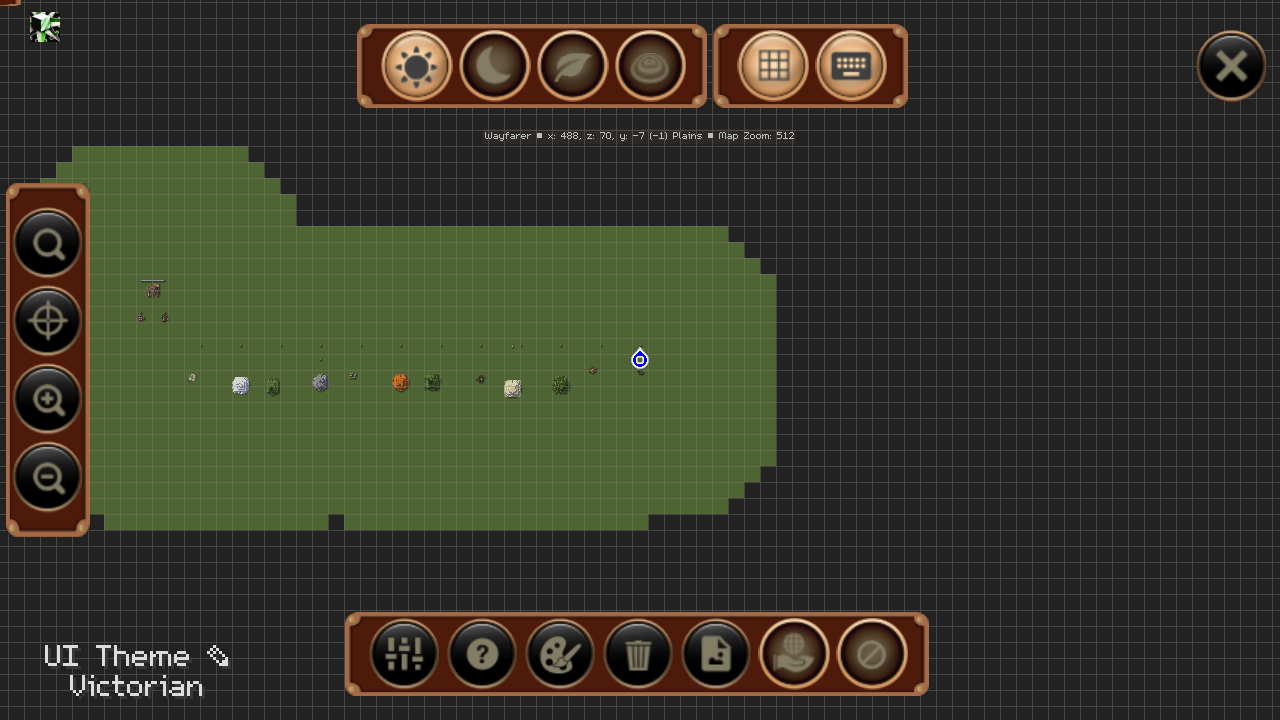 Wayfarer ■ x: 488, z: 70, y: -7 (-1) Plains ■ Map Zoom: 512
?
UI Theme ✎
Victorian